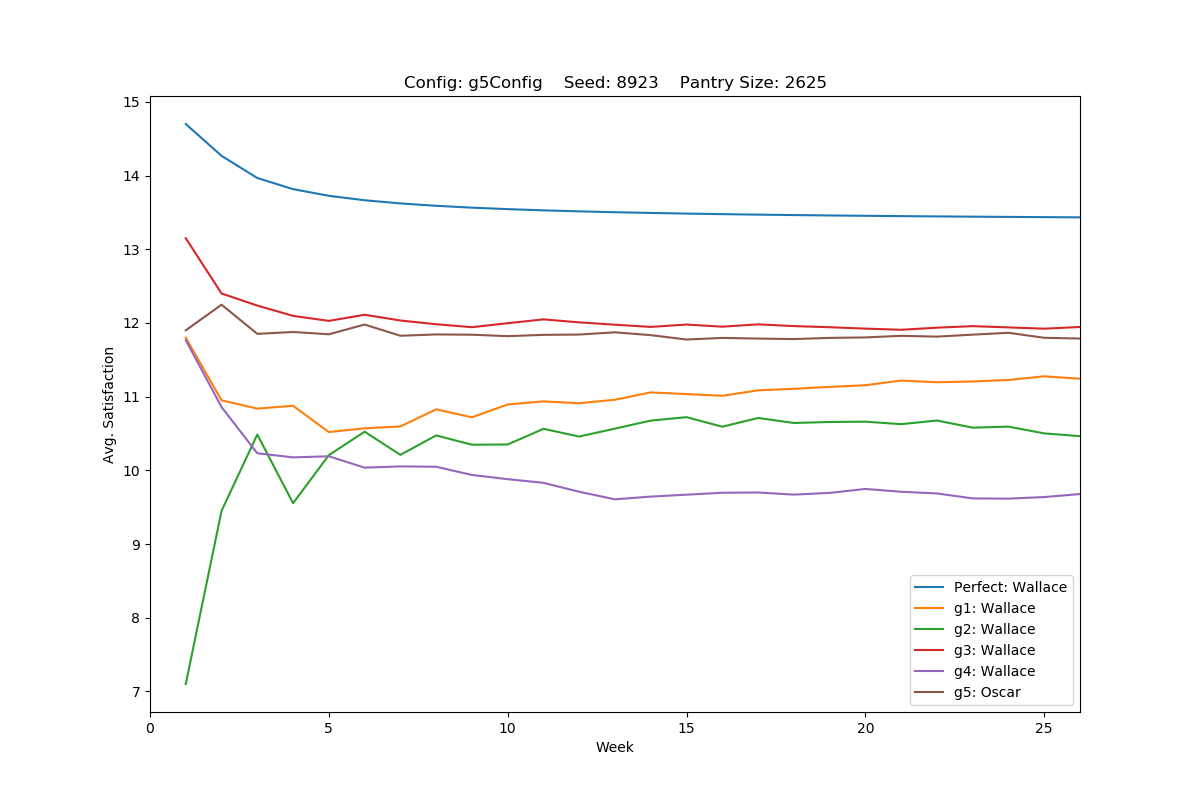 Config: g5Config    Seed: 8923    Pantry Size: 2625
15
14
13
12
11
10
9
8
7
Avg. Satisfaction
0 5 10 15 20 25
Week
Perfect: Wallace
g1: Wallace
g2: Wallace
g3: Wallace
g4: Wallace
g5: Oscar